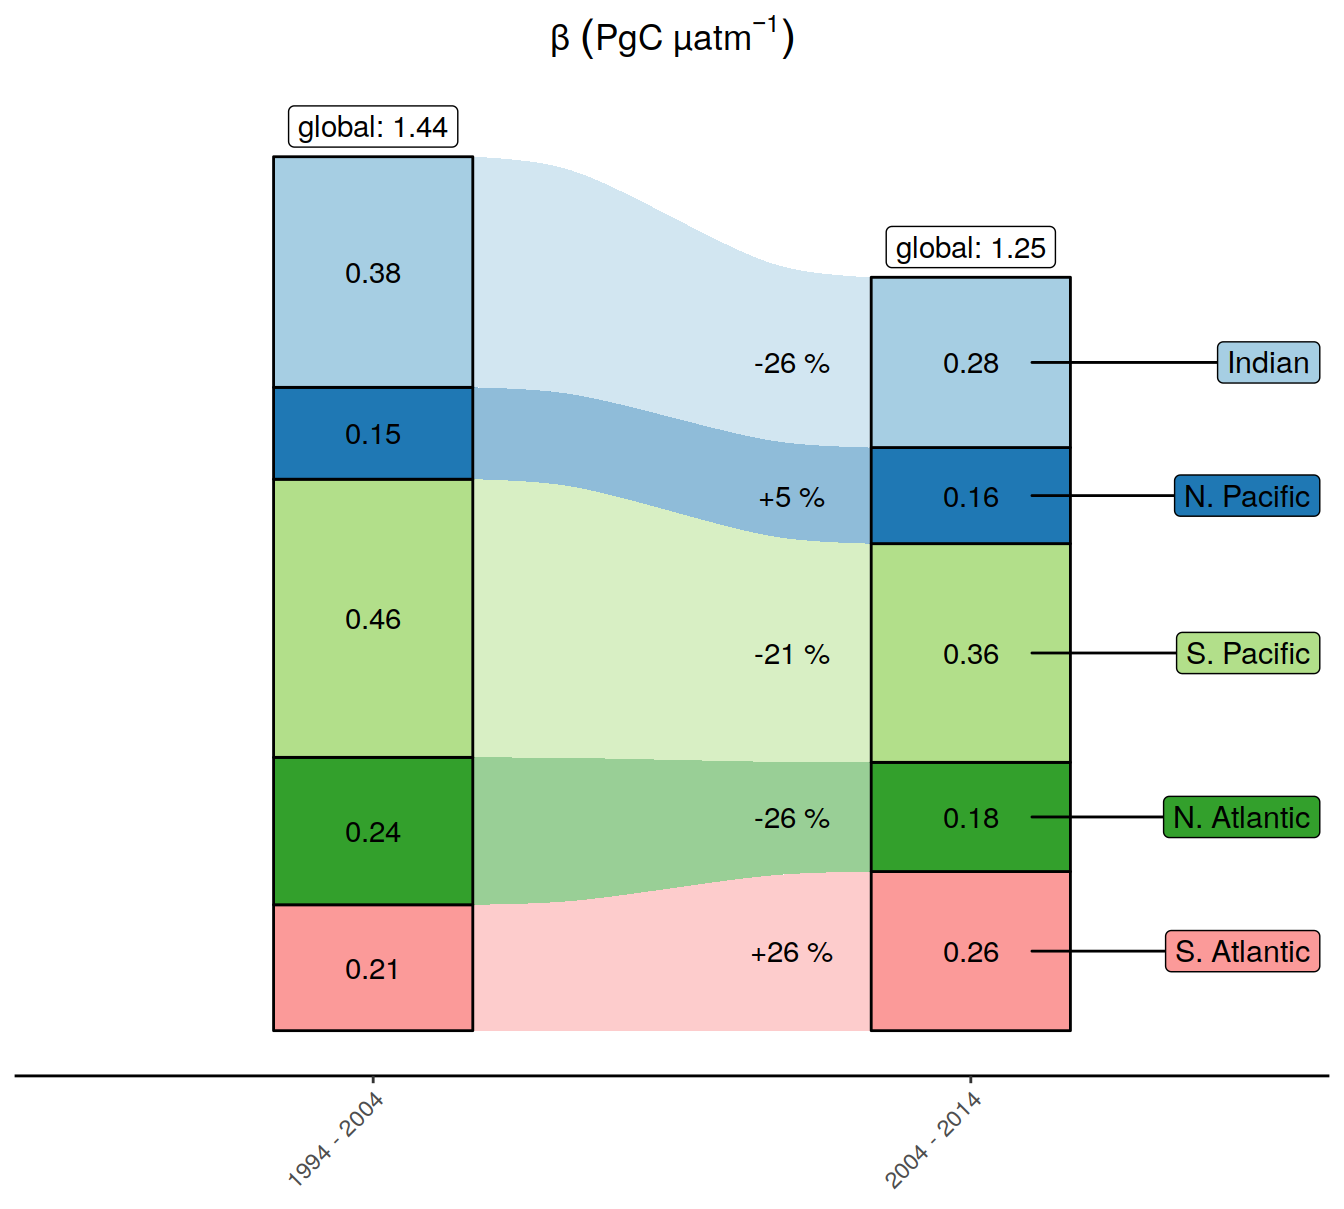 β (PgC µatm⁻¹)
global: 1.44
global: 1.25
0.38
-26 %
0.28
Indian
0.15
+5 %
0.16
N. Pacific
0.46
-21 %
0.36
S. Pacific
0.24
-26 %
0.18
N. Atlantic
0.21
+26 %
0.26
S. Atlantic
1994 - 2004
2004 - 2014